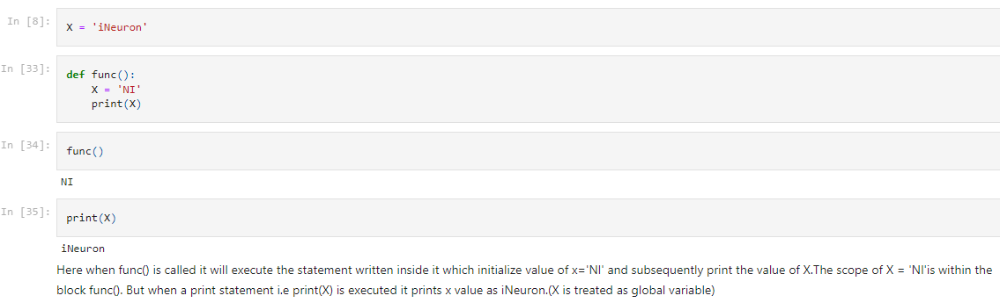 In [8]: X = 'iNeuron'
In [33]: def func():
X = 'NI'
print(X)
In [34]: func()
NI
In [35]: print(X)
iNeuron
Here when func() is called it will execute the statement written inside it which initialize value of x='NI' and subsequently print the value of X.The scope of X = 'NI'is within the
block func(). But when a print statement i.e print(X) is executed it prints x value as iNeuron.(X is treated as global variable)